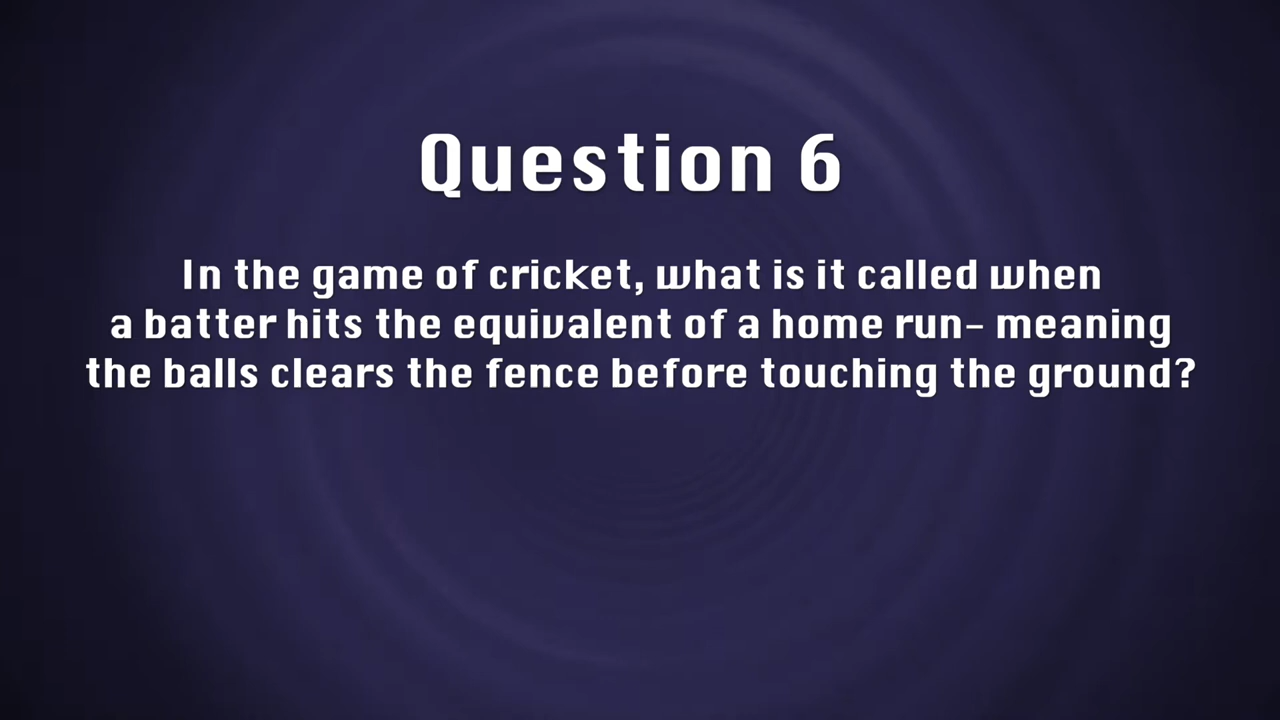 Question 6
In the game of cricket, what is it called when
a batter hits the equivalent of a home run- meaning
the balls clears the fence before touching the ground?